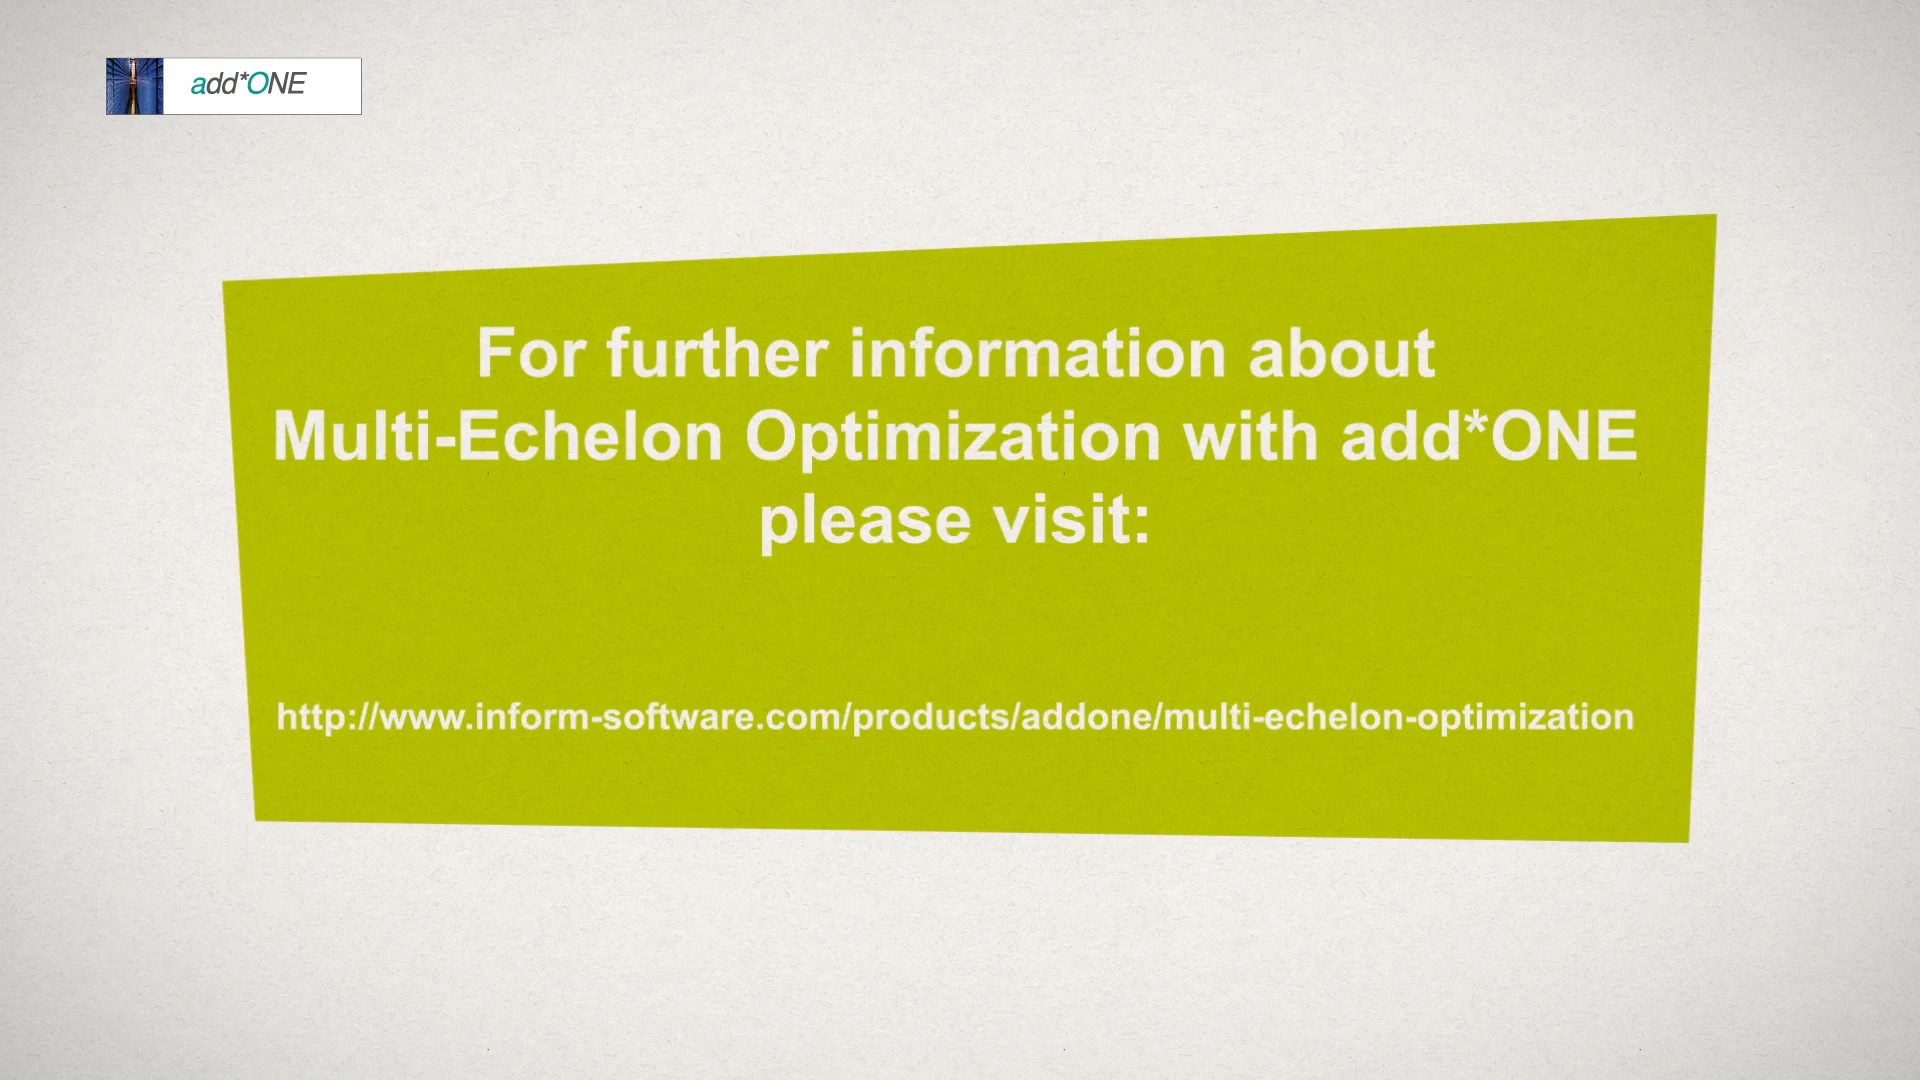 add*ONE
For further information about
Multi-Echelon Optimization with add*ONE
please visit:
http://www.inform-software.com/products/addone/multi-echelon-optimization